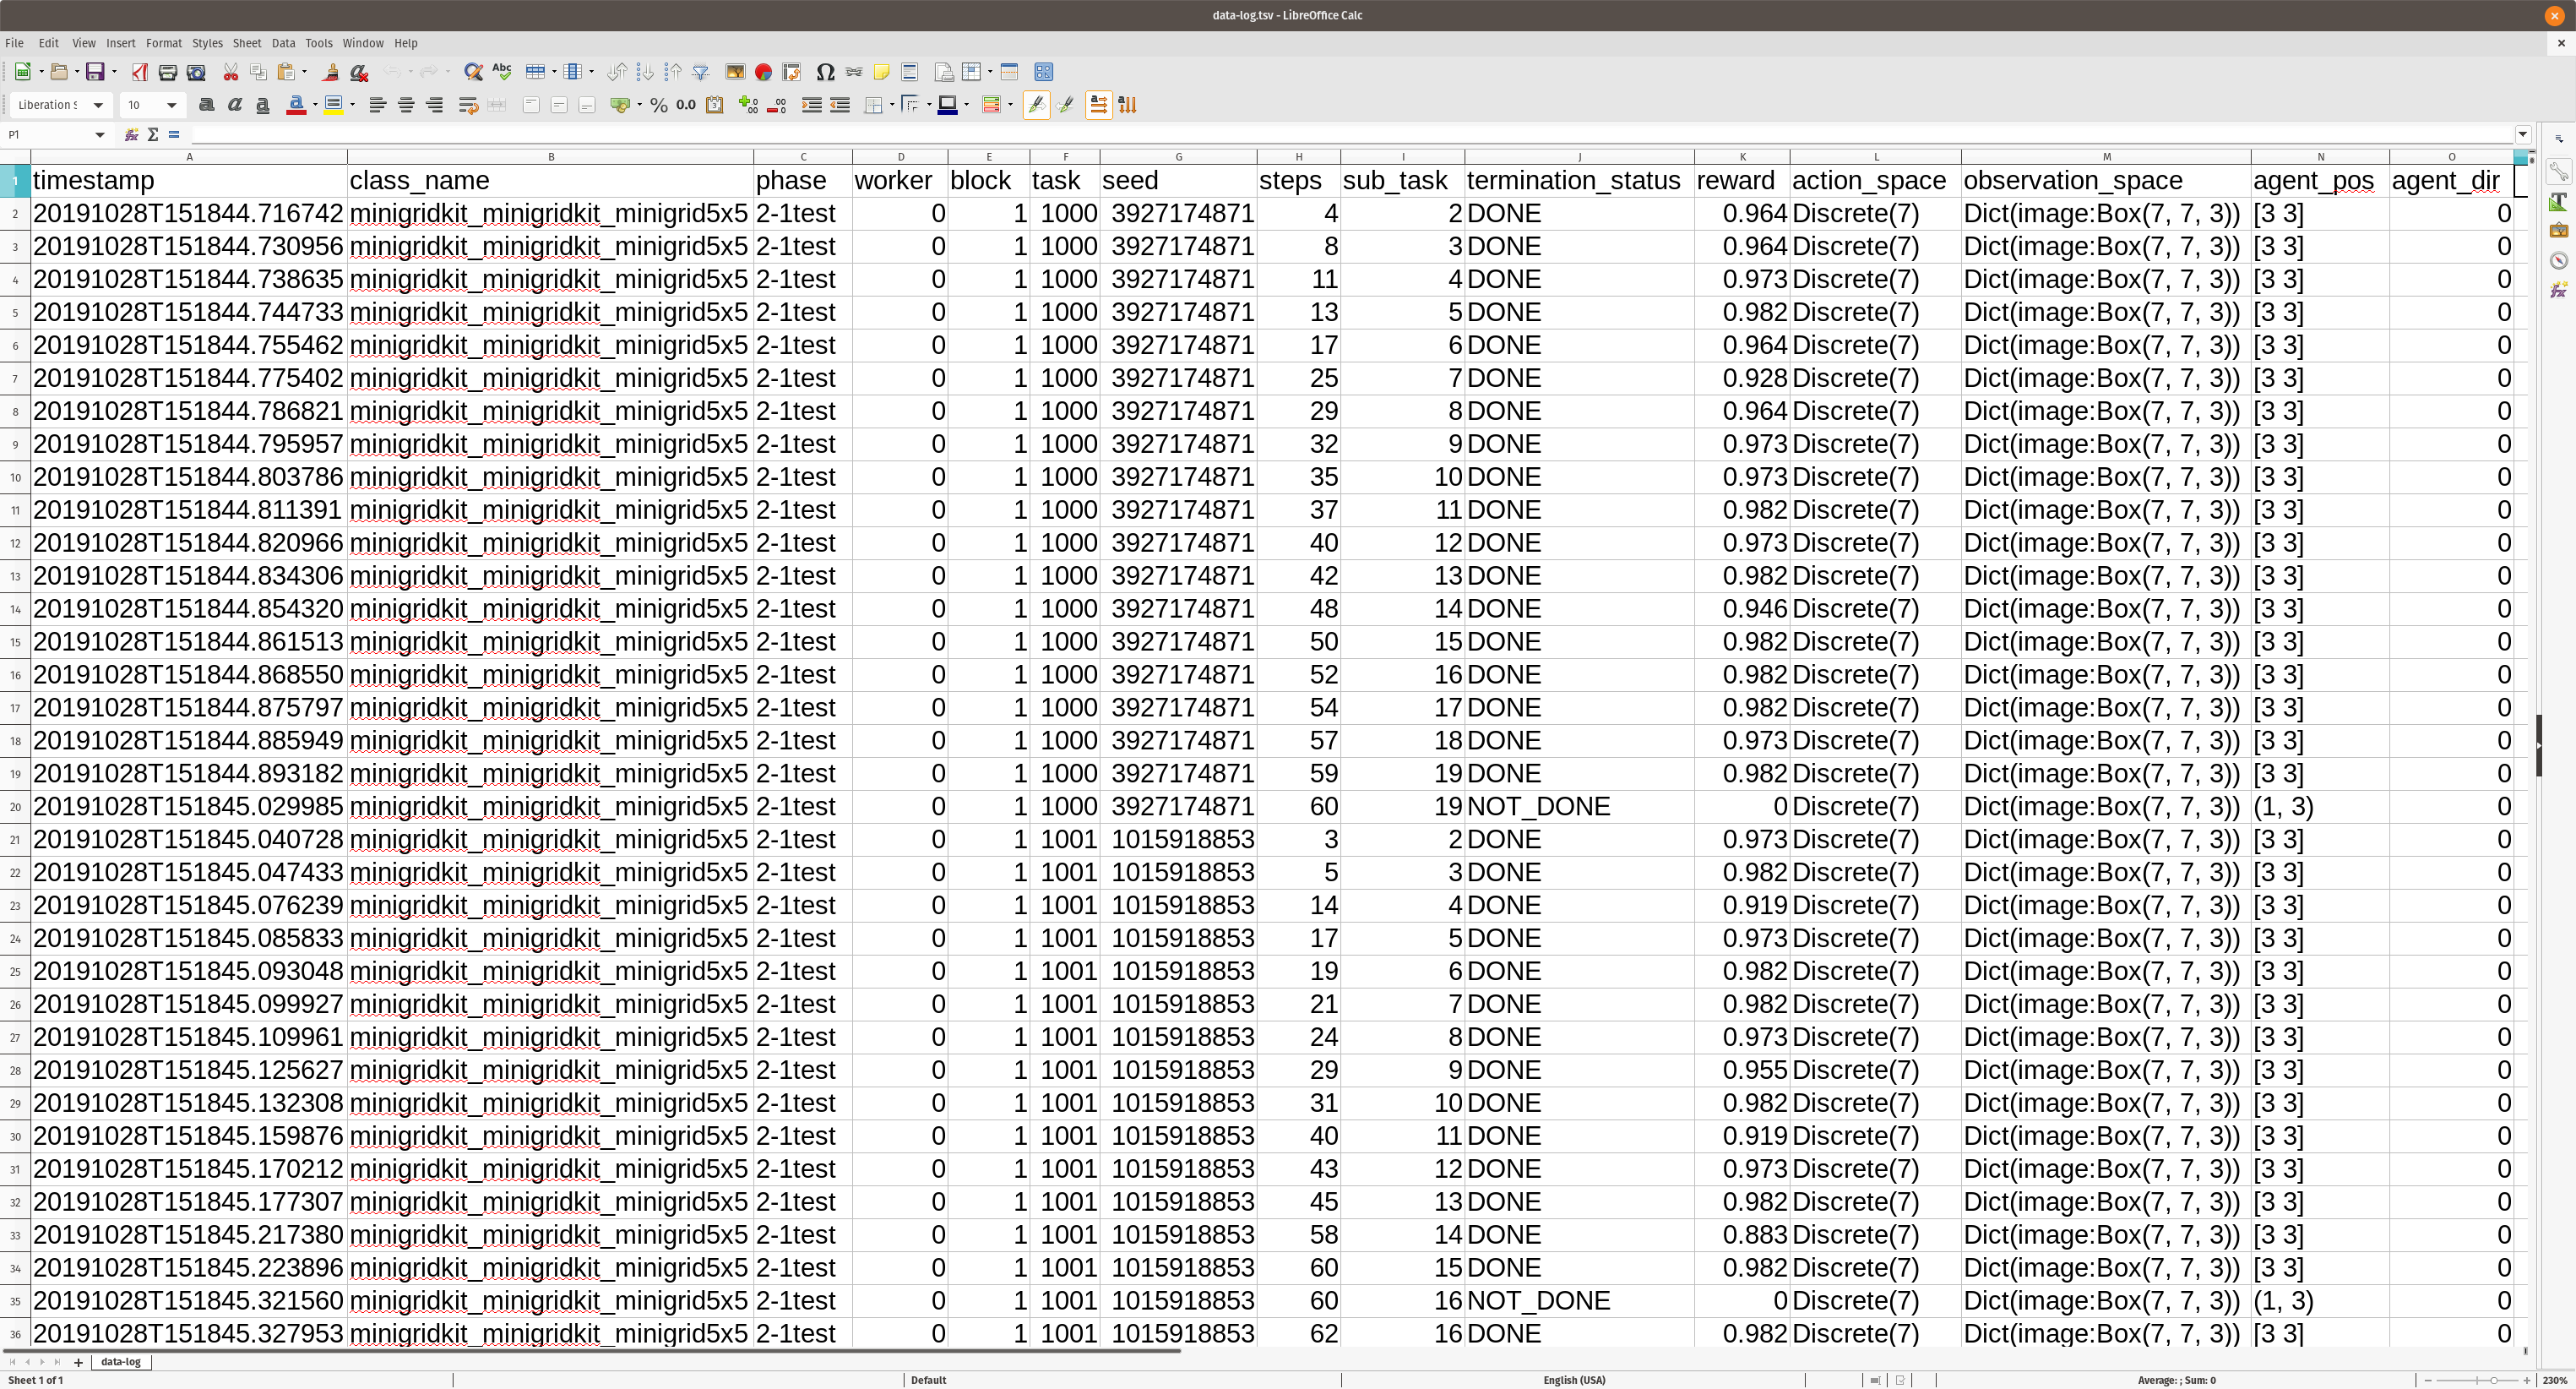 data-log.tsv - LibreOffice Calc
File Edit View Insert Format Styles Sheet Data Tools Window Help
Abc
Liberation S 10 % 0.0
P1
A B C D E F G H I J K L M N O
1 timestamp class_name phase worker block task seed steps sub_task termination_status reward action_space observation_space agent_pos agent_dir
2 20191028T151844.716742 minigridkit_minigridkit_minigrid5x5 2-1test 0 1 1000 3927174871 4 2 DONE 0.964 Discrete(7) Dict(image:Box(7, 7, 3)) [3 3] 0
3 20191028T151844.730956 minigridkit_minigridkit_minigrid5x5 2-1test 0 1 1000 3927174871 8 3 DONE 0.964 Discrete(7) Dict(image:Box(7, 7, 3)) [3 3] 0
4 20191028T151844.738635 minigridkit_minigridkit_minigrid5x5 2-1test 0 1 1000 3927174871 11 4 DONE 0.973 Discrete(7) Dict(image:Box(7, 7, 3)) [3 3] 0
5 20191028T151844.744733 minigridkit_minigridkit_minigrid5x5 2-1test 0 1 1000 3927174871 13 5 DONE 0.982 Discrete(7) Dict(image:Box(7, 7, 3)) [3 3] 0
6 20191028T151844.755462 minigridkit_minigridkit_minigrid5x5 2-1test 0 1 1000 3927174871 17 6 DONE 0.964 Discrete(7) Dict(image:Box(7, 7, 3)) [3 3] 0
7 20191028T151844.775402 minigridkit_minigridkit_minigrid5x5 2-1test 0 1 1000 3927174871 25 7 DONE 0.928 Discrete(7) Dict(image:Box(7, 7, 3)) [3 3] 0
8 20191028T151844.786821 minigridkit_minigridkit_minigrid5x5 2-1test 0 1 1000 3927174871 29 8 DONE 0.964 Discrete(7) Dict(image:Box(7, 7, 3)) [3 3] 0
9 20191028T151844.795957 minigridkit_minigridkit_minigrid5x5 2-1test 0 1 1000 3927174871 32 9 DONE 0.973 Discrete(7) Dict(image:Box(7, 7, 3)) [3 3] 0
10 20191028T151844.803786 minigridkit_minigridkit_minigrid5x5 2-1test 0 1 1000 3927174871 35 10 DONE 0.973 Discrete(7) Dict(image:Box(7, 7, 3)) [3 3] 0
11 20191028T151844.811391 minigridkit_minigridkit_minigrid5x5 2-1test 0 1 1000 3927174871 37 11 DONE 0.982 Discrete(7) Dict(image:Box(7, 7, 3)) [3 3] 0
12 20191028T151844.820966 minigridkit_minigridkit_minigrid5x5 2-1test 0 1 1000 3927174871 40 12 DONE 0.973 Discrete(7) Dict(image:Box(7, 7, 3)) [3 3] 0
13 20191028T151844.834306 minigridkit_minigridkit_minigrid5x5 2-1test 0 1 1000 3927174871 42 13 DONE 0.982 Discrete(7) Dict(image:Box(7, 7, 3)) [3 3] 0
14 20191028T151844.854320 minigridkit_minigridkit_minigrid5x5 2-1test 0 1 1000 3927174871 48 14 DONE 0.946 Discrete(7) Dict(image:Box(7, 7, 3)) [3 3] 0
15 20191028T151844.861513 minigridkit_minigridkit_minigrid5x5 2-1test 0 1 1000 3927174871 50 15 DONE 0.982 Discrete(7) Dict(image:Box(7, 7, 3)) [3 3] 0
16 20191028T151844.868550 minigridkit_minigridkit_minigrid5x5 2-1test 0 1 1000 3927174871 52 16 DONE 0.982 Discrete(7) Dict(image:Box(7, 7, 3)) [3 3] 0
17 20191028T151844.875797 minigridkit_minigridkit_minigrid5x5 2-1test 0 1 1000 3927174871 54 17 DONE 0.982 Discrete(7) Dict(image:Box(7, 7, 3)) [3 3] 0
18 20191028T151844.885949 minigridkit_minigridkit_minigrid5x5 2-1test 0 1 1000 3927174871 57 18 DONE 0.973 Discrete(7) Dict(image:Box(7, 7, 3)) [3 3] 0
19 20191028T151844.893182 minigridkit_minigridkit_minigrid5x5 2-1test 0 1 1000 3927174871 59 19 DONE 0.982 Discrete(7) Dict(image:Box(7, 7, 3)) [3 3] 0
20 20191028T151845.029985 minigridkit_minigridkit_minigrid5x5 2-1test 0 1 1000 3927174871 60 19 NOT_DONE 0 Discrete(7) Dict(image:Box(7, 7, 3)) (1, 3) 0
21 20191028T151845.040728 minigridkit_minigridkit_minigrid5x5 2-1test 0 1 1001 1015918853 3 2 DONE 0.973 Discrete(7) Dict(image:Box(7, 7, 3)) [3 3] 0
22 20191028T151845.047433 minigridkit_minigridkit_minigrid5x5 2-1test 0 1 1001 1015918853 5 3 DONE 0.982 Discrete(7) Dict(image:Box(7, 7, 3)) [3 3] 0
23 20191028T151845.076239 minigridkit_minigridkit_minigrid5x5 2-1test 0 1 1001 1015918853 14 4 DONE 0.919 Discrete(7) Dict(image:Box(7, 7, 3)) [3 3] 0
24 20191028T151845.085833 minigridkit_minigridkit_minigrid5x5 2-1test 0 1 1001 1015918853 17 5 DONE 0.973 Discrete(7) Dict(image:Box(7, 7, 3)) [3 3] 0
25 20191028T151845.093048 minigridkit_minigridkit_minigrid5x5 2-1test 0 1 1001 1015918853 19 6 DONE 0.982 Discrete(7) Dict(image:Box(7, 7, 3)) [3 3] 0
26 20191028T151845.099927 minigridkit_minigridkit_minigrid5x5 2-1test 0 1 1001 1015918853 21 7 DONE 0.982 Discrete(7) Dict(image:Box(7, 7, 3)) [3 3] 0
27 20191028T151845.109961 minigridkit_minigridkit_minigrid5x5 2-1test 0 1 1001 1015918853 24 8 DONE 0.973 Discrete(7) Dict(image:Box(7, 7, 3)) [3 3] 0
28 20191028T151845.125627 minigridkit_minigridkit_minigrid5x5 2-1test 0 1 1001 1015918853 29 9 DONE 0.955 Discrete(7) Dict(image:Box(7, 7, 3)) [3 3] 0
29 20191028T151845.132308 minigridkit_minigridkit_minigrid5x5 2-1test 0 1 1001 1015918853 31 10 DONE 0.982 Discrete(7) Dict(image:Box(7, 7, 3)) [3 3] 0
30 20191028T151845.159876 minigridkit_minigridkit_minigrid5x5 2-1test 0 1 1001 1015918853 40 11 DONE 0.919 Discrete(7) Dict(image:Box(7, 7, 3)) [3 3] 0
31 20191028T151845.170212 minigridkit_minigridkit_minigrid5x5 2-1test 0 1 1001 1015918853 43 12 DONE 0.973 Discrete(7) Dict(image:Box(7, 7, 3)) [3 3] 0
32 20191028T151845.177307 minigridkit_minigridkit_minigrid5x5 2-1test 0 1 1001 1015918853 45 13 DONE 0.982 Discrete(7) Dict(image:Box(7, 7, 3)) [3 3] 0
33 20191028T151845.217380 minigridkit_minigridkit_minigrid5x5 2-1test 0 1 1001 1015918853 58 14 DONE 0.883 Discrete(7) Dict(image:Box(7, 7, 3)) [3 3] 0
34 20191028T151845.223896 minigridkit_minigridkit_minigrid5x5 2-1test 0 1 1001 1015918853 60 15 DONE 0.982 Discrete(7) Dict(image:Box(7, 7, 3)) [3 3] 0
35 20191028T151845.321560 minigridkit_minigridkit_minigrid5x5 2-1test 0 1 1001 1015918853 60 16 NOT_DONE 0 Discrete(7) Dict(image:Box(7, 7, 3)) (1, 3) 0
36 20191028T151845.327953 minigridkit_minigridkit_minigrid5x5 2-1test 0 1 1001 1015918853 62 16 DONE 0.982 Discrete(7) Dict(image:Box(7, 7, 3)) [3 3] 0
data-log
Sheet 1 of 1 Default English (USA) Average: ; Sum: 0 230%